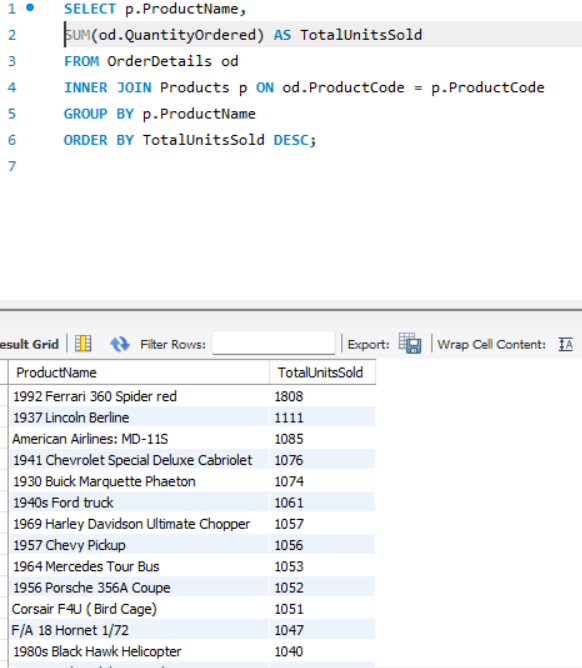 1 SELECT p.ProductName,
2 SUM(od.QuantityOrdered) AS TotalUnitsSold
3 FROM OrderDetails od
4 INNER JOIN Products p ON od.ProductCode = p.ProductCode
5 GROUP BY p.ProductName
6 ORDER BY TotalUnitsSold DESC;
7
esult Grid Filter Rows: Export: Wrap Cell Content: IA
ProductName TotalUnitsSold
1992 Ferrari 360 Spider red 1808
1937 Lincoln Berline 1111
American Airlines: MD-11S 1085
1941 Chevrolet Special Deluxe Cabriolet 1076
1930 Buick Marquette Phaeton 1074
1940s Ford truck 1061
1969 Harley Davidson Ultimate Chopper 1057
1957 Chevy Pickup 1056
1964 Mercedes Tour Bus 1053
1956 Porsche 356A Coupe 1052
Corsair F4U ( Bird Cage) 1051
F/A 18 Hornet 1/72 1047
1980s Black Hawk Helicopter 1040